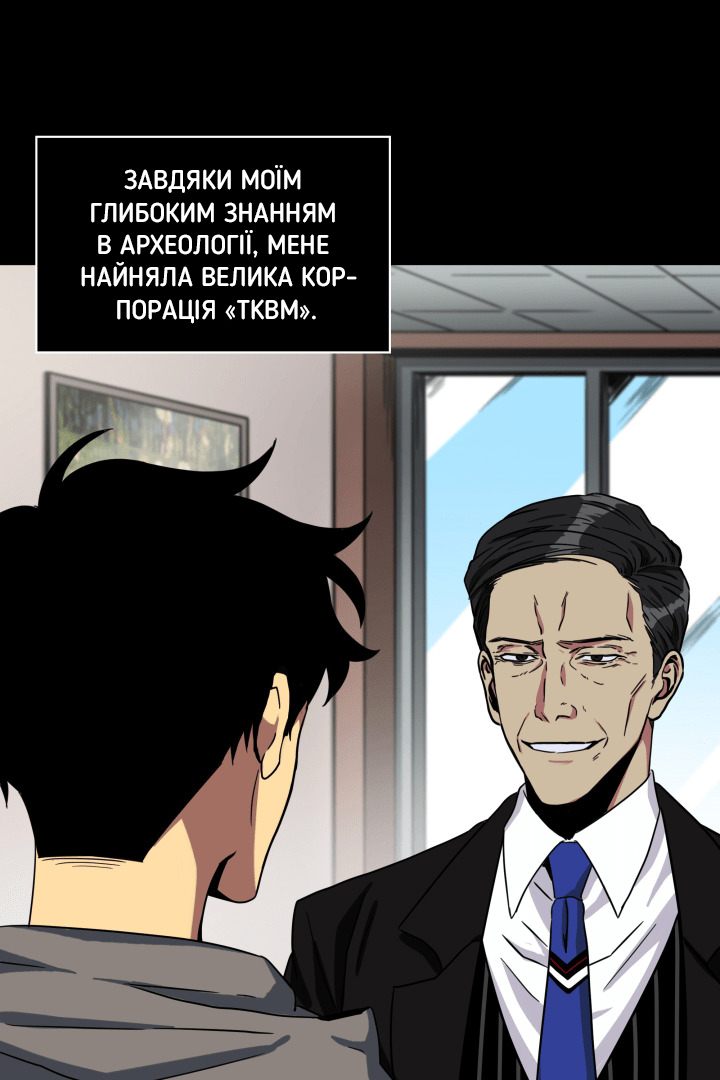 ЗАВДЯКИ МОЇМ
ГЛИБОКИМ ЗНАННЯМ
В АРХЕОЛОГІЇ, МЕНЕ
НАЙНЯЛА ВЕЛИКА КОР-
ПОРАЦІЯ «ТКВМ».